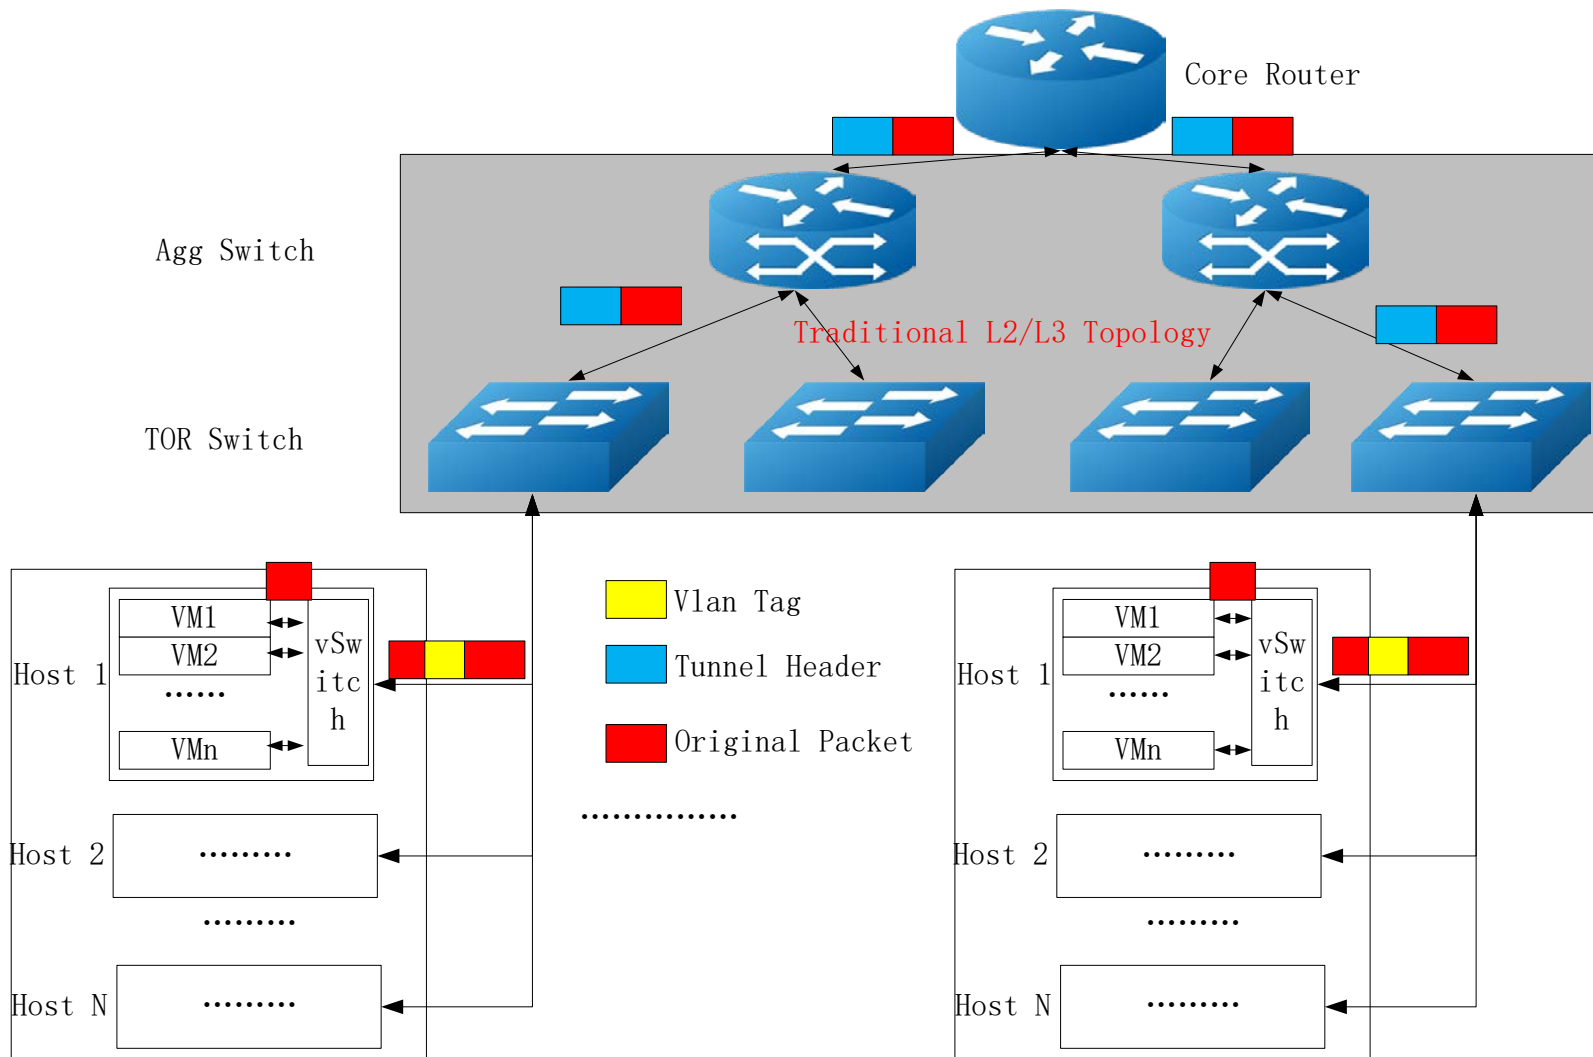 Core Router
Agg Switch
Traditional L2/L3 Topology
TOR Switch
Host 1
VM1
VM2
……
VMn
vSw
itc
h
Host 2
………
………
Host N
………
Vlan Tag
Tunnel Header
Original Packet
……………
Host 1
VM1
VM2
……
VMn
vSw
itc
h
Host 2
………
………
Host N
………